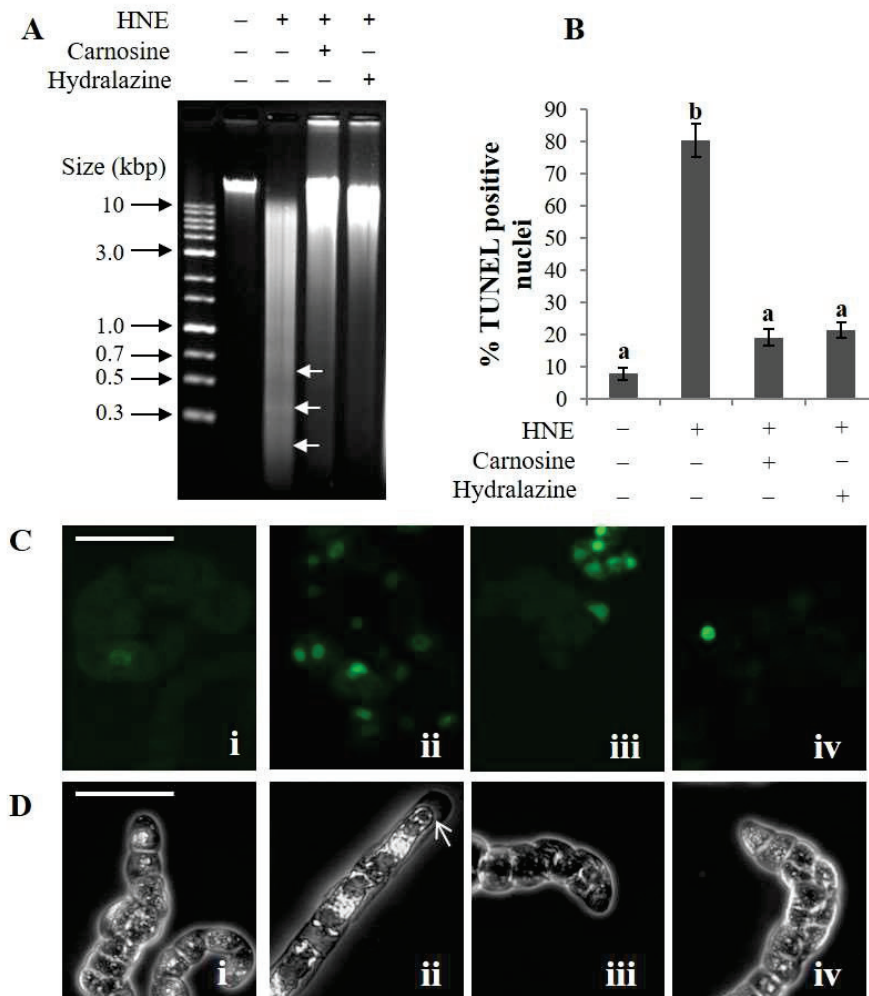 A
HNE – + + +
Carnosine – – + –
Hydralazine – – – +
Size (kbp)
10
3.0
1.0
0.7
0.5
0.3
B
% TUNEL positive
nuclei
90
80
70
60
50
40
30
20
10
0
a
b
a
a
HNE – + + +
Carnosine – – + –
Hydralazine – – – +
C
i
ii
iii
iv
D
i
ii
iii
iv